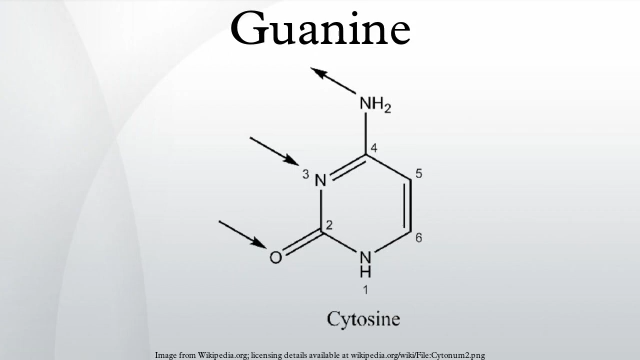 Guanine
NH2
4
5
3 N
2
6
O
N
H
1
Cytosine
Image from Wikipedia.org; licensing details available at wikipedia.org/wiki/File:Cytonum2.png